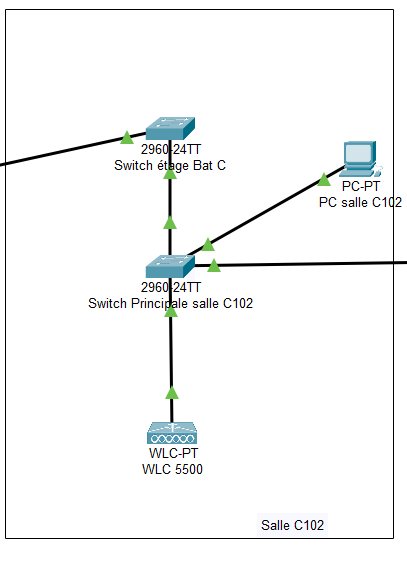 2960-24TT
Switch étage Bat C
PC-PT
PC salle C102
2960-24TT
Switch Principale salle C102
WLC-PT
WLC 5500
Salle C102